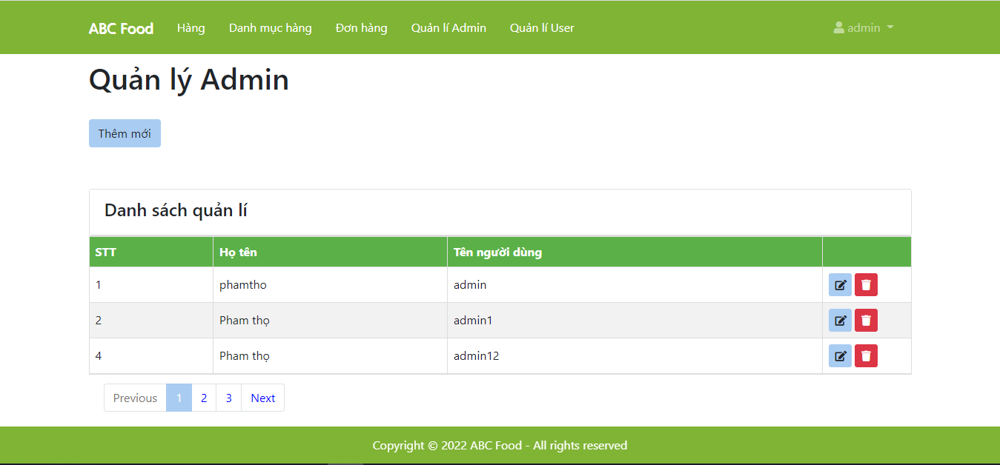 ABC Food Hàng Danh mục hàng Đơn hàng Quản lí Admin Quản lí User admin
Quản lý Admin
Thêm mới
Danh sách quản lí
STT Họ tên Tên người dùng
1 phamtho admin
2 Pham thọ admin1
4 Pham thọ admin12
Previous 1 2 3 Next
Copyright © 2022 ABC Food - All rights reserved